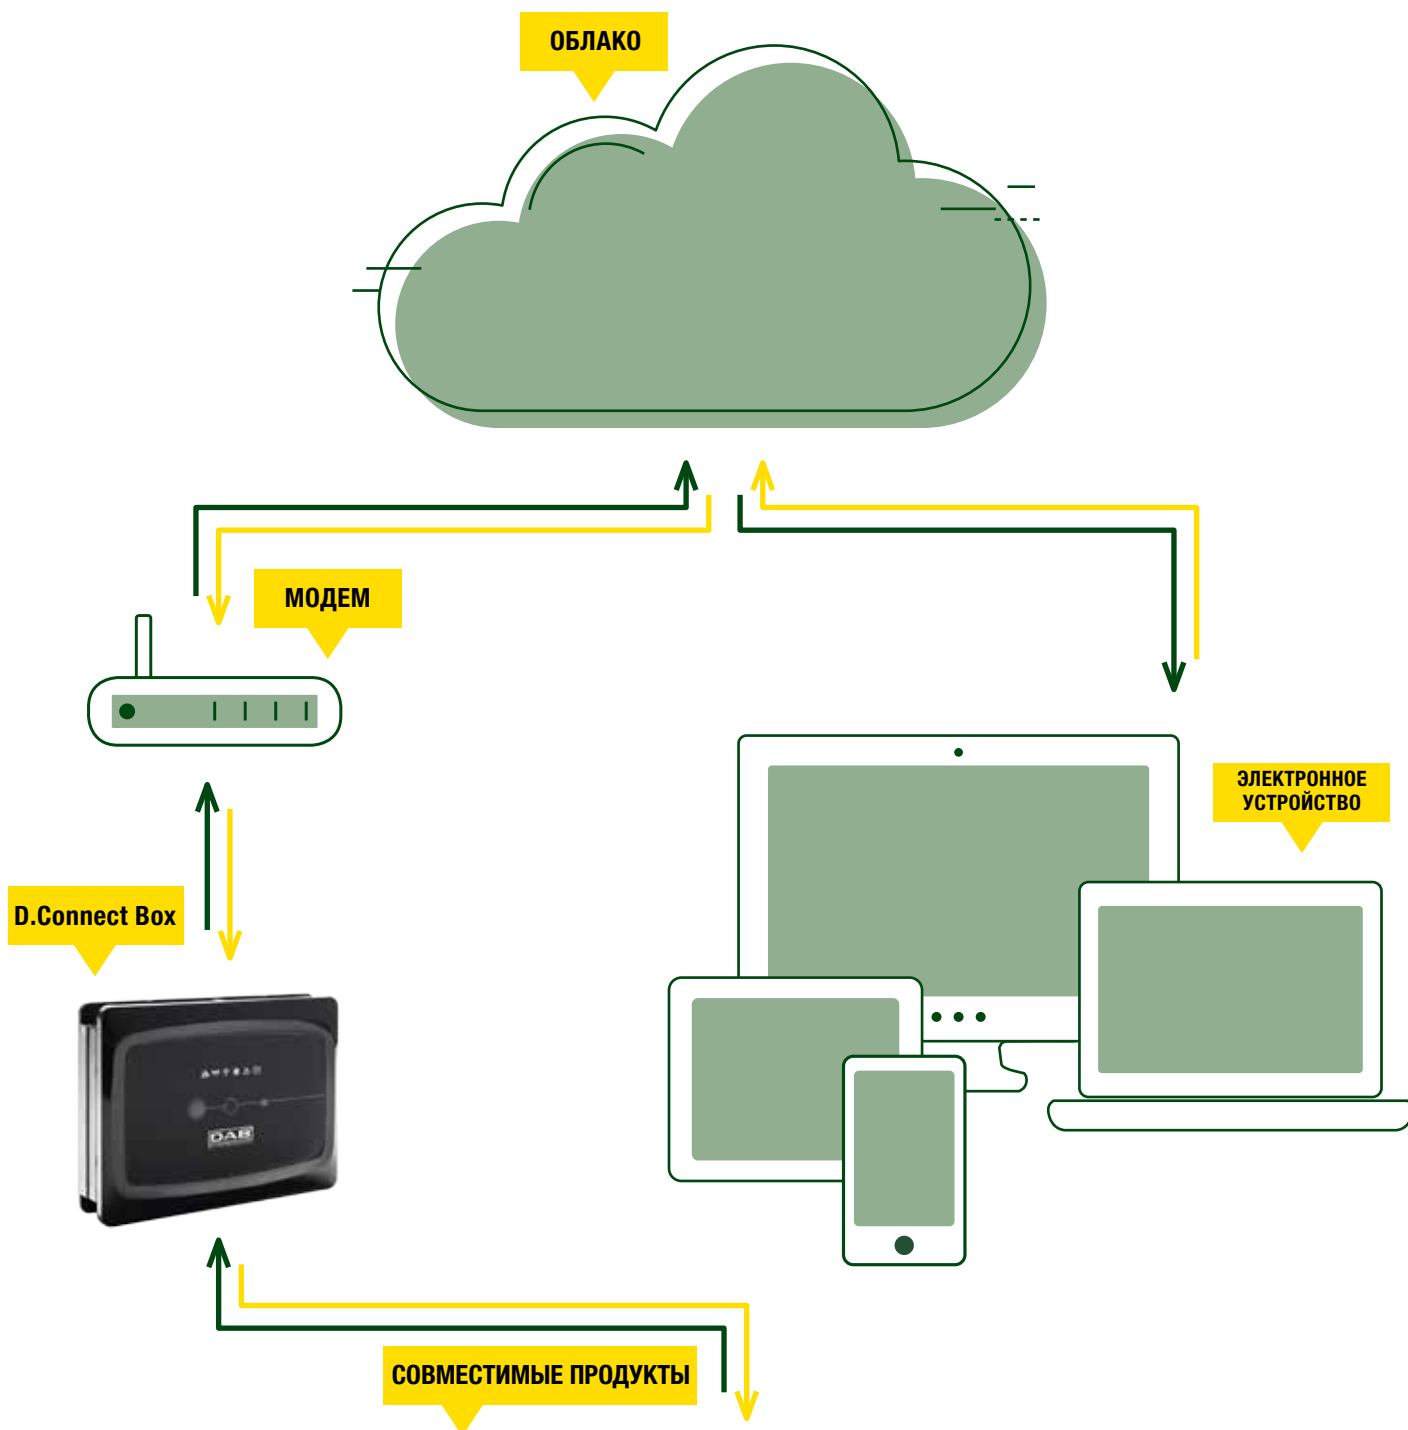 ОБЛАКО
МОДЕМ
ЭЛЕКТРОННОЕ
УСТРОЙСТВО
D.Connect Box
DAB
СОВМЕСТИМЫЕ ПРОДУКТЫ